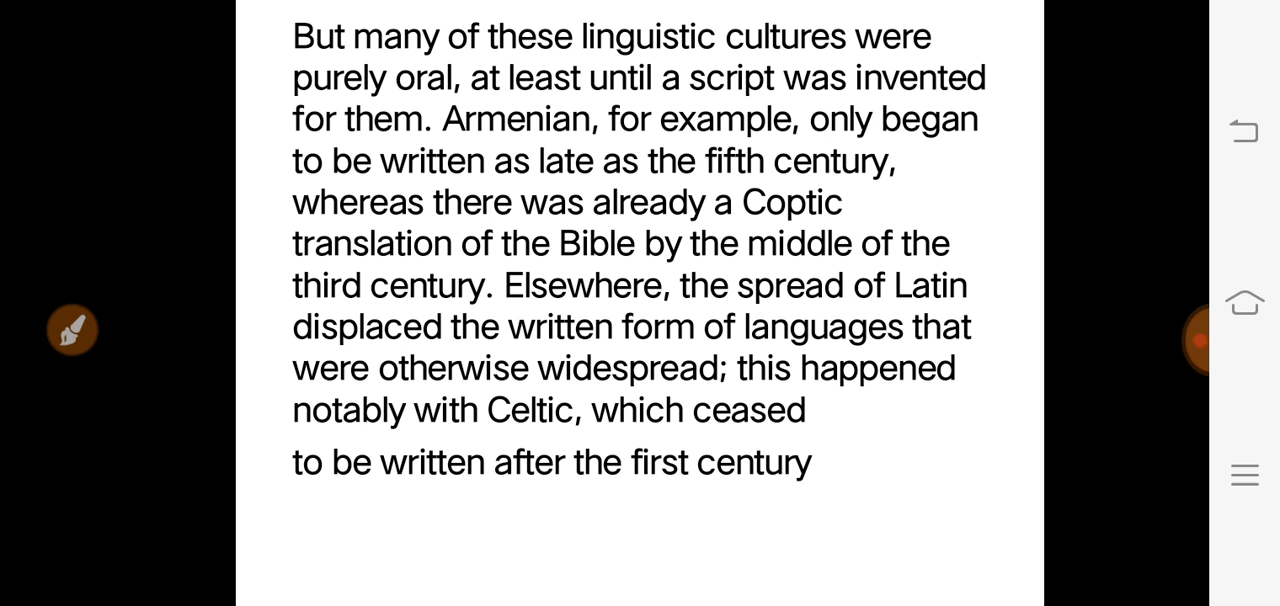 But many of these linguistic cultures were
purely oral, at least until a script was invented
for them. Armenian, for example, only began
to be written as late as the fifth century,
whereas there was already a Coptic
translation of the Bible by the middle of the
third century. Elsewhere, the spread of Latin
displaced the written form of languages that
were otherwise widespread; this happened
notably with Celtic, which ceased
to be written after the first century